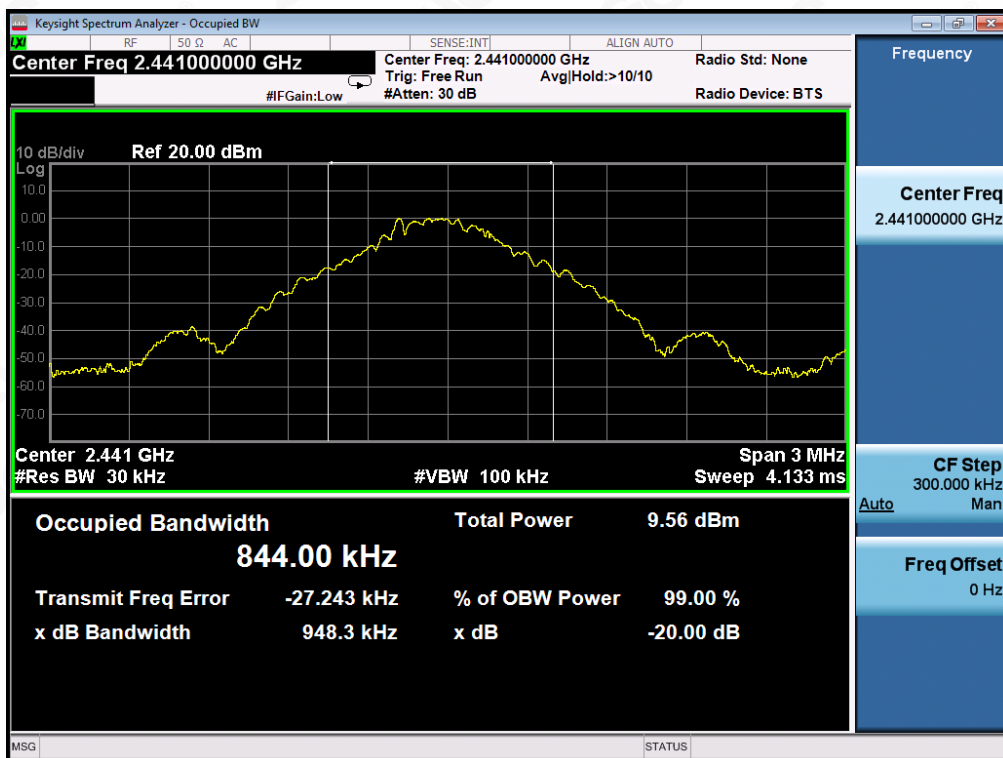 Keysight Spectrum Analyzer - Occupied BW
LXI RF 50 Ω AC SENSE:INT ALIGN AUTO
Center Freq 2.441000000 GHz
Center Freq: 2.441000000 GHz Radio Std: None
Trig: Free Run Avg|Hold:>10/10
#IFGain:Low #Atten: 30 dB Radio Device: BTS
10 dB/div Ref 20.00 dBm
Log
10.0
0.00
-10.0
-20.0
-30.0
-40.0
-50.0
-60.0
-70.0
Center 2.441 GHz Span 3 MHz
#Res BW 30 kHz #VBW 100 kHz Sweep 4.133 ms
Occupied Bandwidth Total Power 9.56 dBm
844.00 kHz
Transmit Freq Error -27.243 kHz % of OBW Power 99.00 %
x dB Bandwidth 948.3 kHz x dB -20.00 dB
MSG STATUS
Frequency
Center Freq
2.441000000 GHz
CF Step
300.000 kHz
Auto Man
Freq Offset
0 Hz